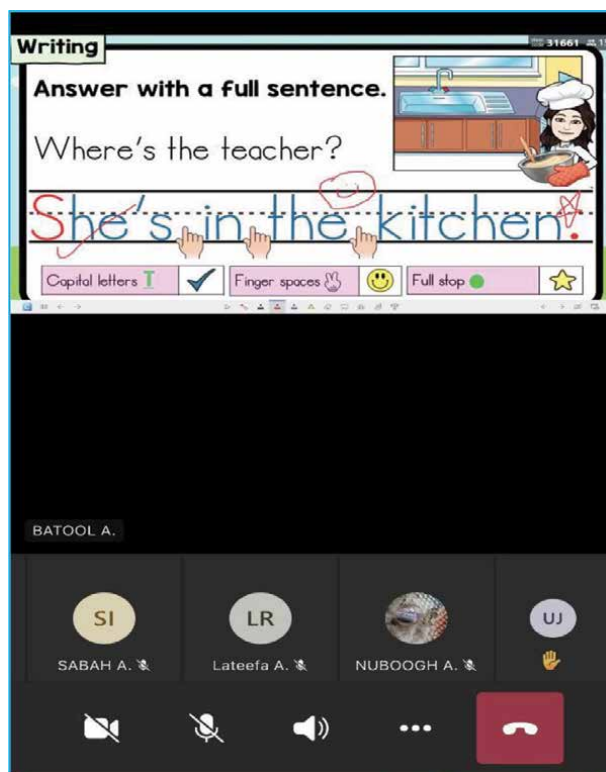 Writing
31661
Answer with a full sentence.
Where's the teacher?
She's in the kitchen.
Capital letters T Finger spaces Full stop
BATOOL A.
SI LR UJ
SABAH A. Lateefa A. NUBOOGH A.